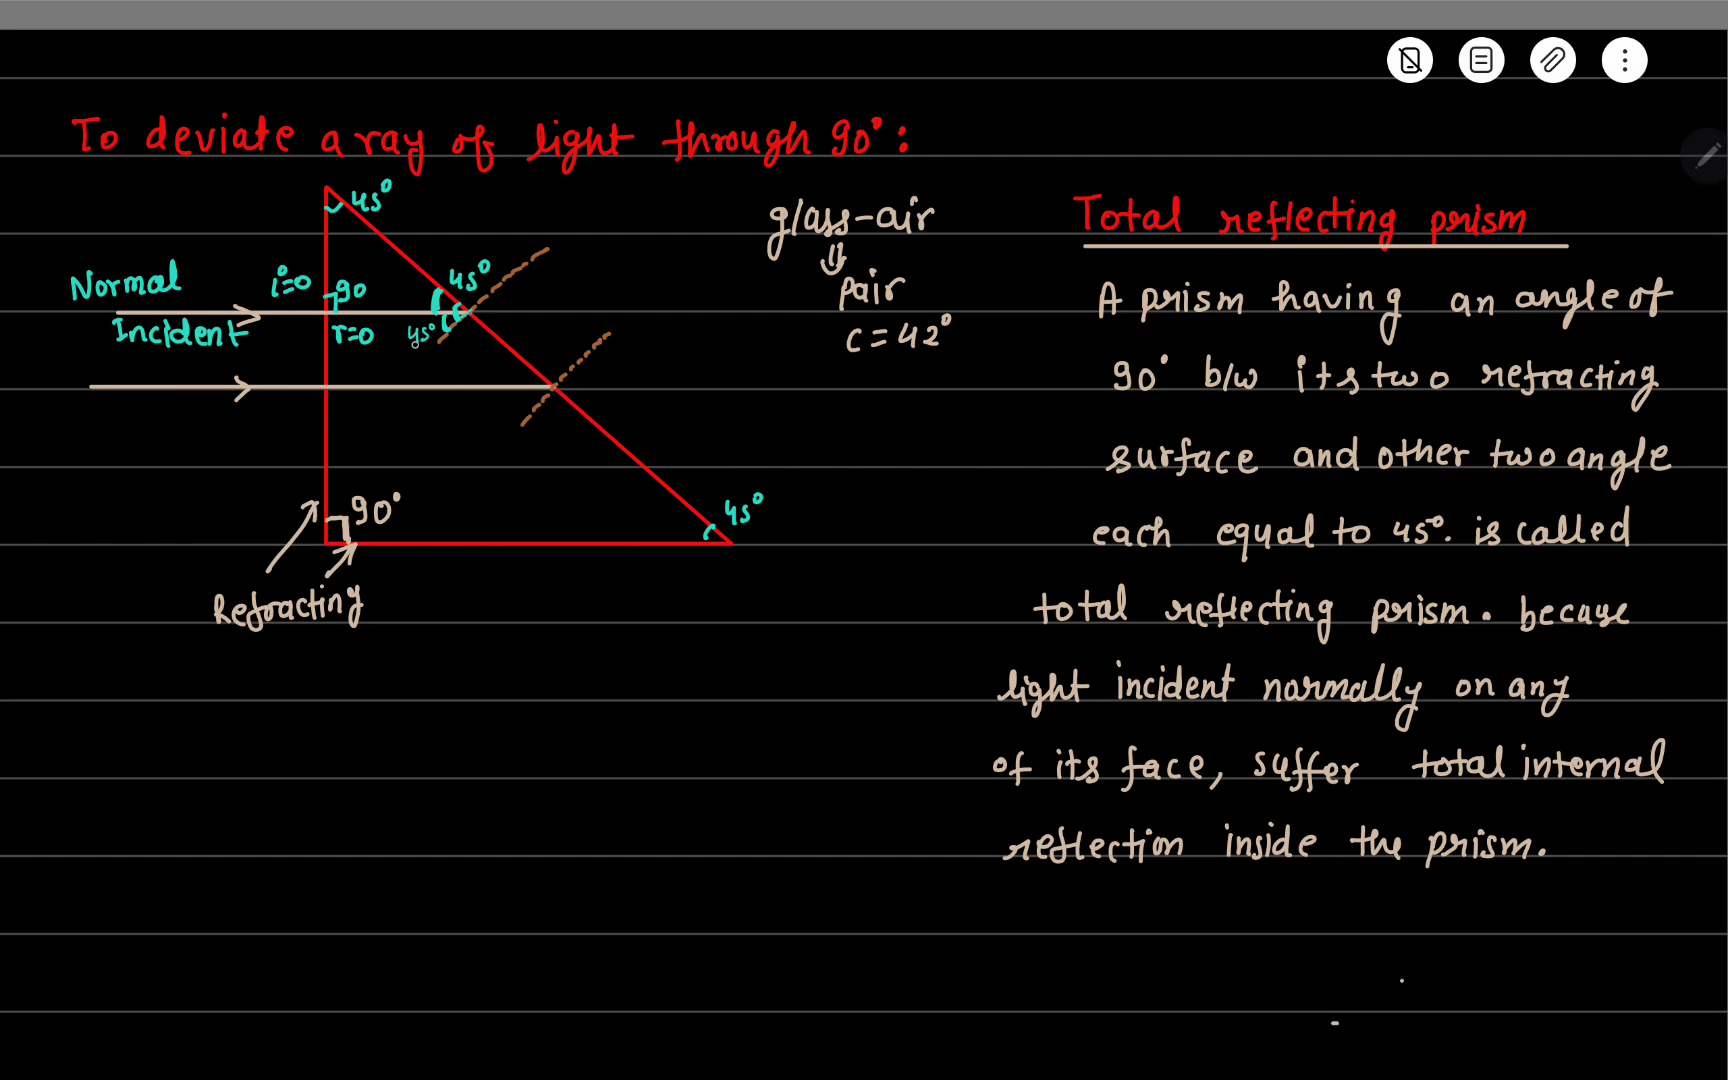 To deviate a ray of light through 90° :
45°
glass-air
⇓
pair
c = 42°
Normal
Incident
i=0
90
r=0
45°
45°
90°
45°
Refracting
Total reflecting prism
A prism having an angle of
90° b/w its two refracting
surface and other two angle
each equal to 45°. is called
total reflecting prism. because
light incident normally on any
of its face, suffer total internal
reflection inside the prism.